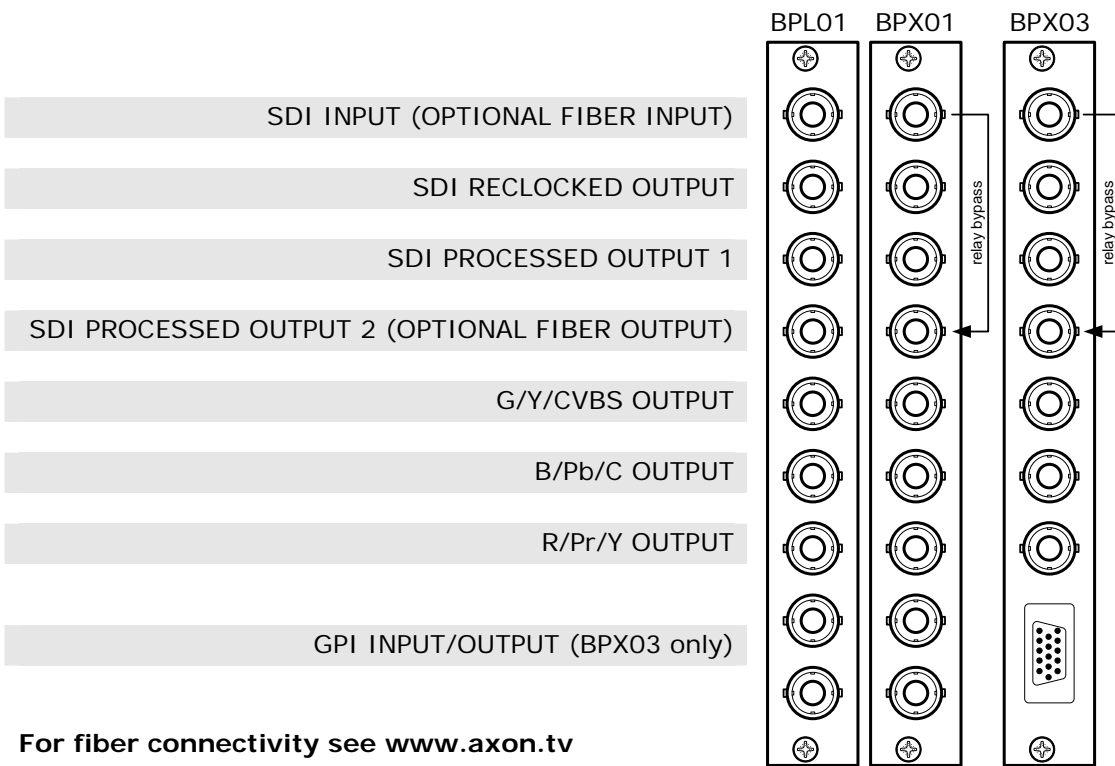 BPL01 BPX01 BPX03
SDI INPUT (OPTIONAL FIBER INPUT)
SDI RECLOCKED OUTPUT
relay bypass
relay bypass
SDI PROCESSED OUTPUT 1
SDI PROCESSED OUTPUT 2 (OPTIONAL FIBER OUTPUT)
G/Y/CVBS OUTPUT
B/Pb/C OUTPUT
R/Pr/Y OUTPUT
GPI INPUT/OUTPUT (BPX03 only)
For fiber connectivity see www.axon.tv